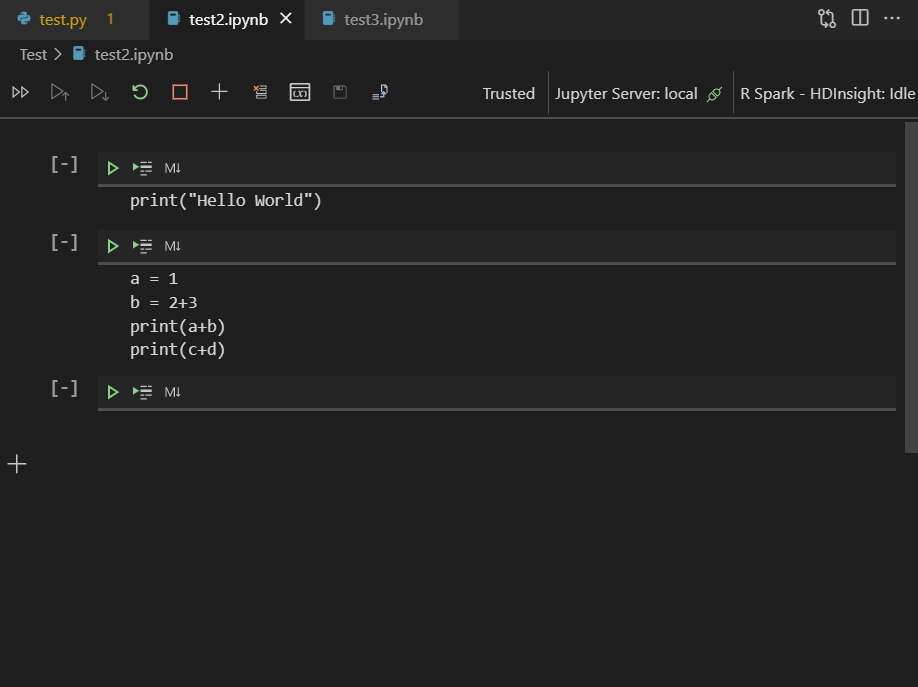 test.py 1 test2.ipynb test3.ipynb
Test > test2.ipynb
Trusted Jupyter Server: local R Spark - HDInsight: Idle
[-] M↓
print("Hello World")
[-] M↓
a = 1
b = 2+3
print(a+b)
print(c+d)
[-] M↓